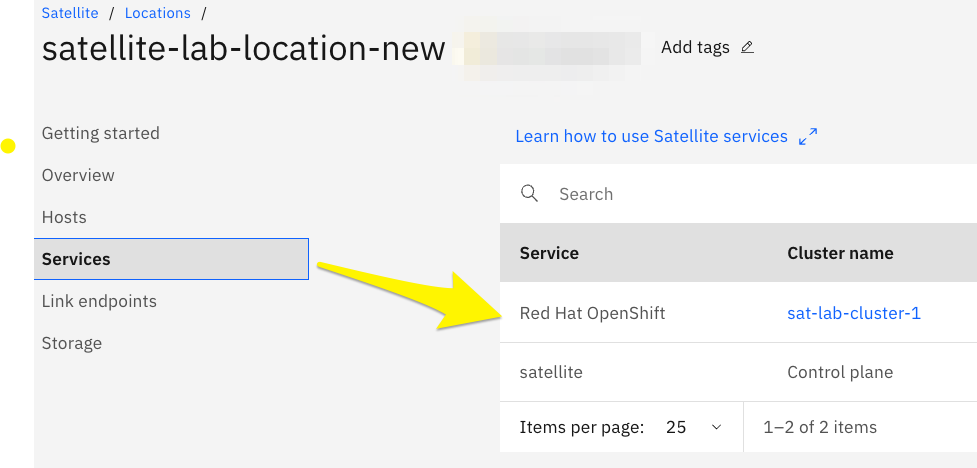 Satellite / Locations /
satellite-lab-location-new
Add tags
Getting started
Overview
Hosts
Services
Link endpoints
Storage
Learn how to use Satellite services
Search
Service Cluster name
Red Hat OpenShift sat-lab-cluster-1
satellite Control plane
Items per page: 25 1–2 of 2 items